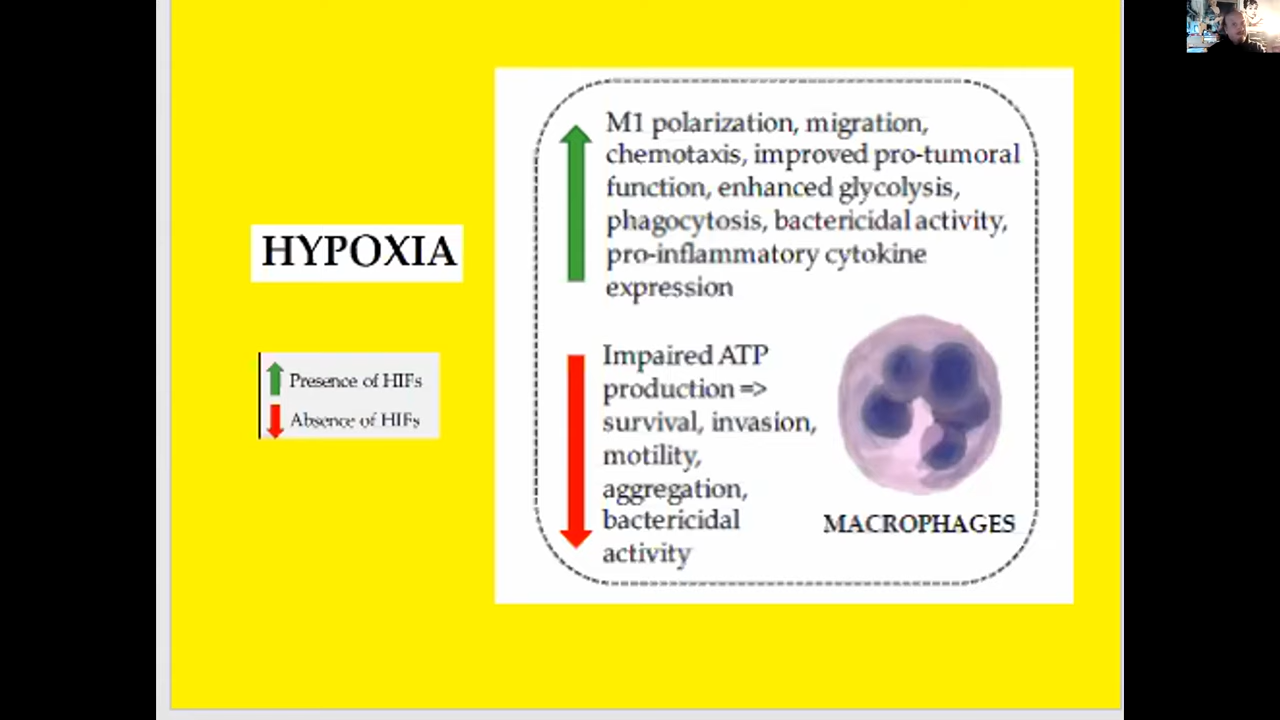 HYPOXIA
Presence of HIFs
Absence of HIFs
M1 polarization, migration,
chemotaxis, improved pro-tumoral
function, enhanced glycolysis,
phagocytosis, bactericidal activity,
pro-inflammatory cytokine
expression
Impaired ATP
production =>
survival, invasion,
motility,
aggregation,
bactericidal
activity
MACROPHAGES